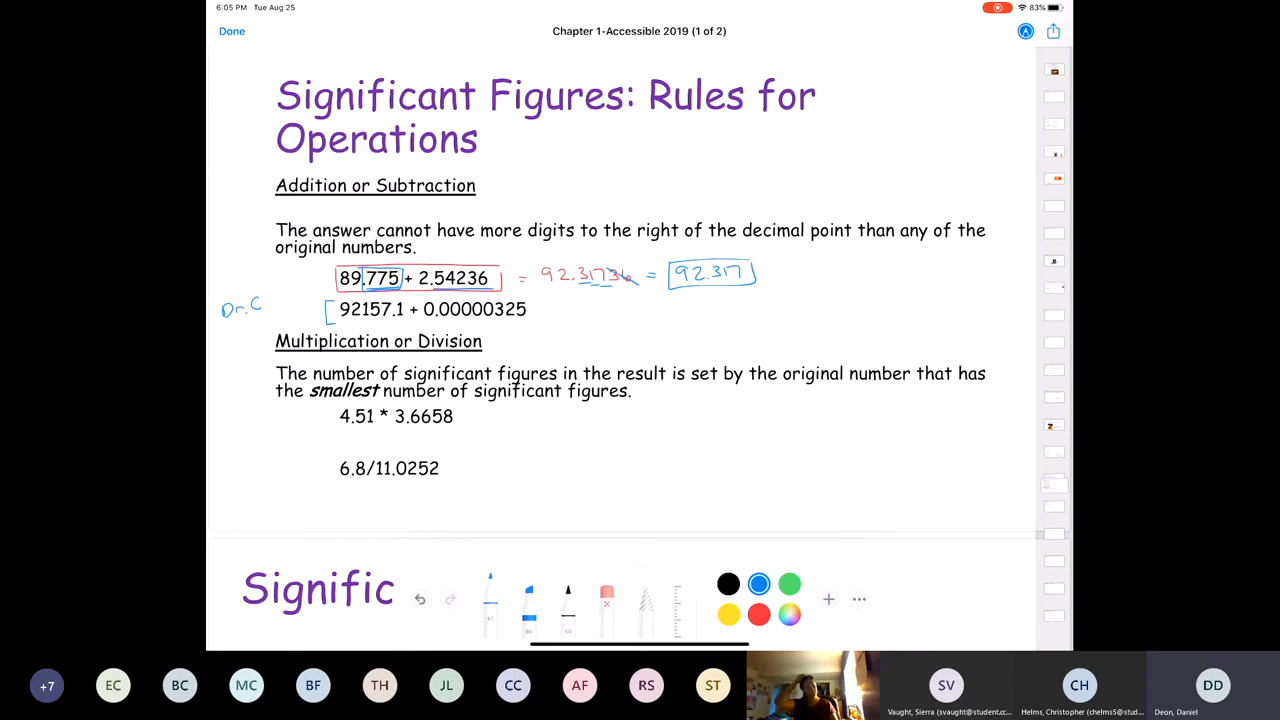 6:05 PM Tue Aug 25 83%
Done Chapter 1-Accessible 2019 (1 of 2)
Significant Figures: Rules for
Operations
Addition or Subtraction
The answer cannot have more digits to the right of the decimal point than any of the
original numbers.
89.775 + 2.54236 = 92.31736 = 92.317
Dr. C [ 92157.1 + 0.00000325
Multiplication or Division
The number of significant figures in the result is set by the original number that has
the smallest number of significant figures.
4.51 * 3.6658
6.8/11.0252
Signific
+7 EC BC MC BF TH JL CC AF RS ST SV CH DD
Vaught, Sierra (svaught@student.cc... Helms, Christopher (chelms5@stud... Deon, Daniel